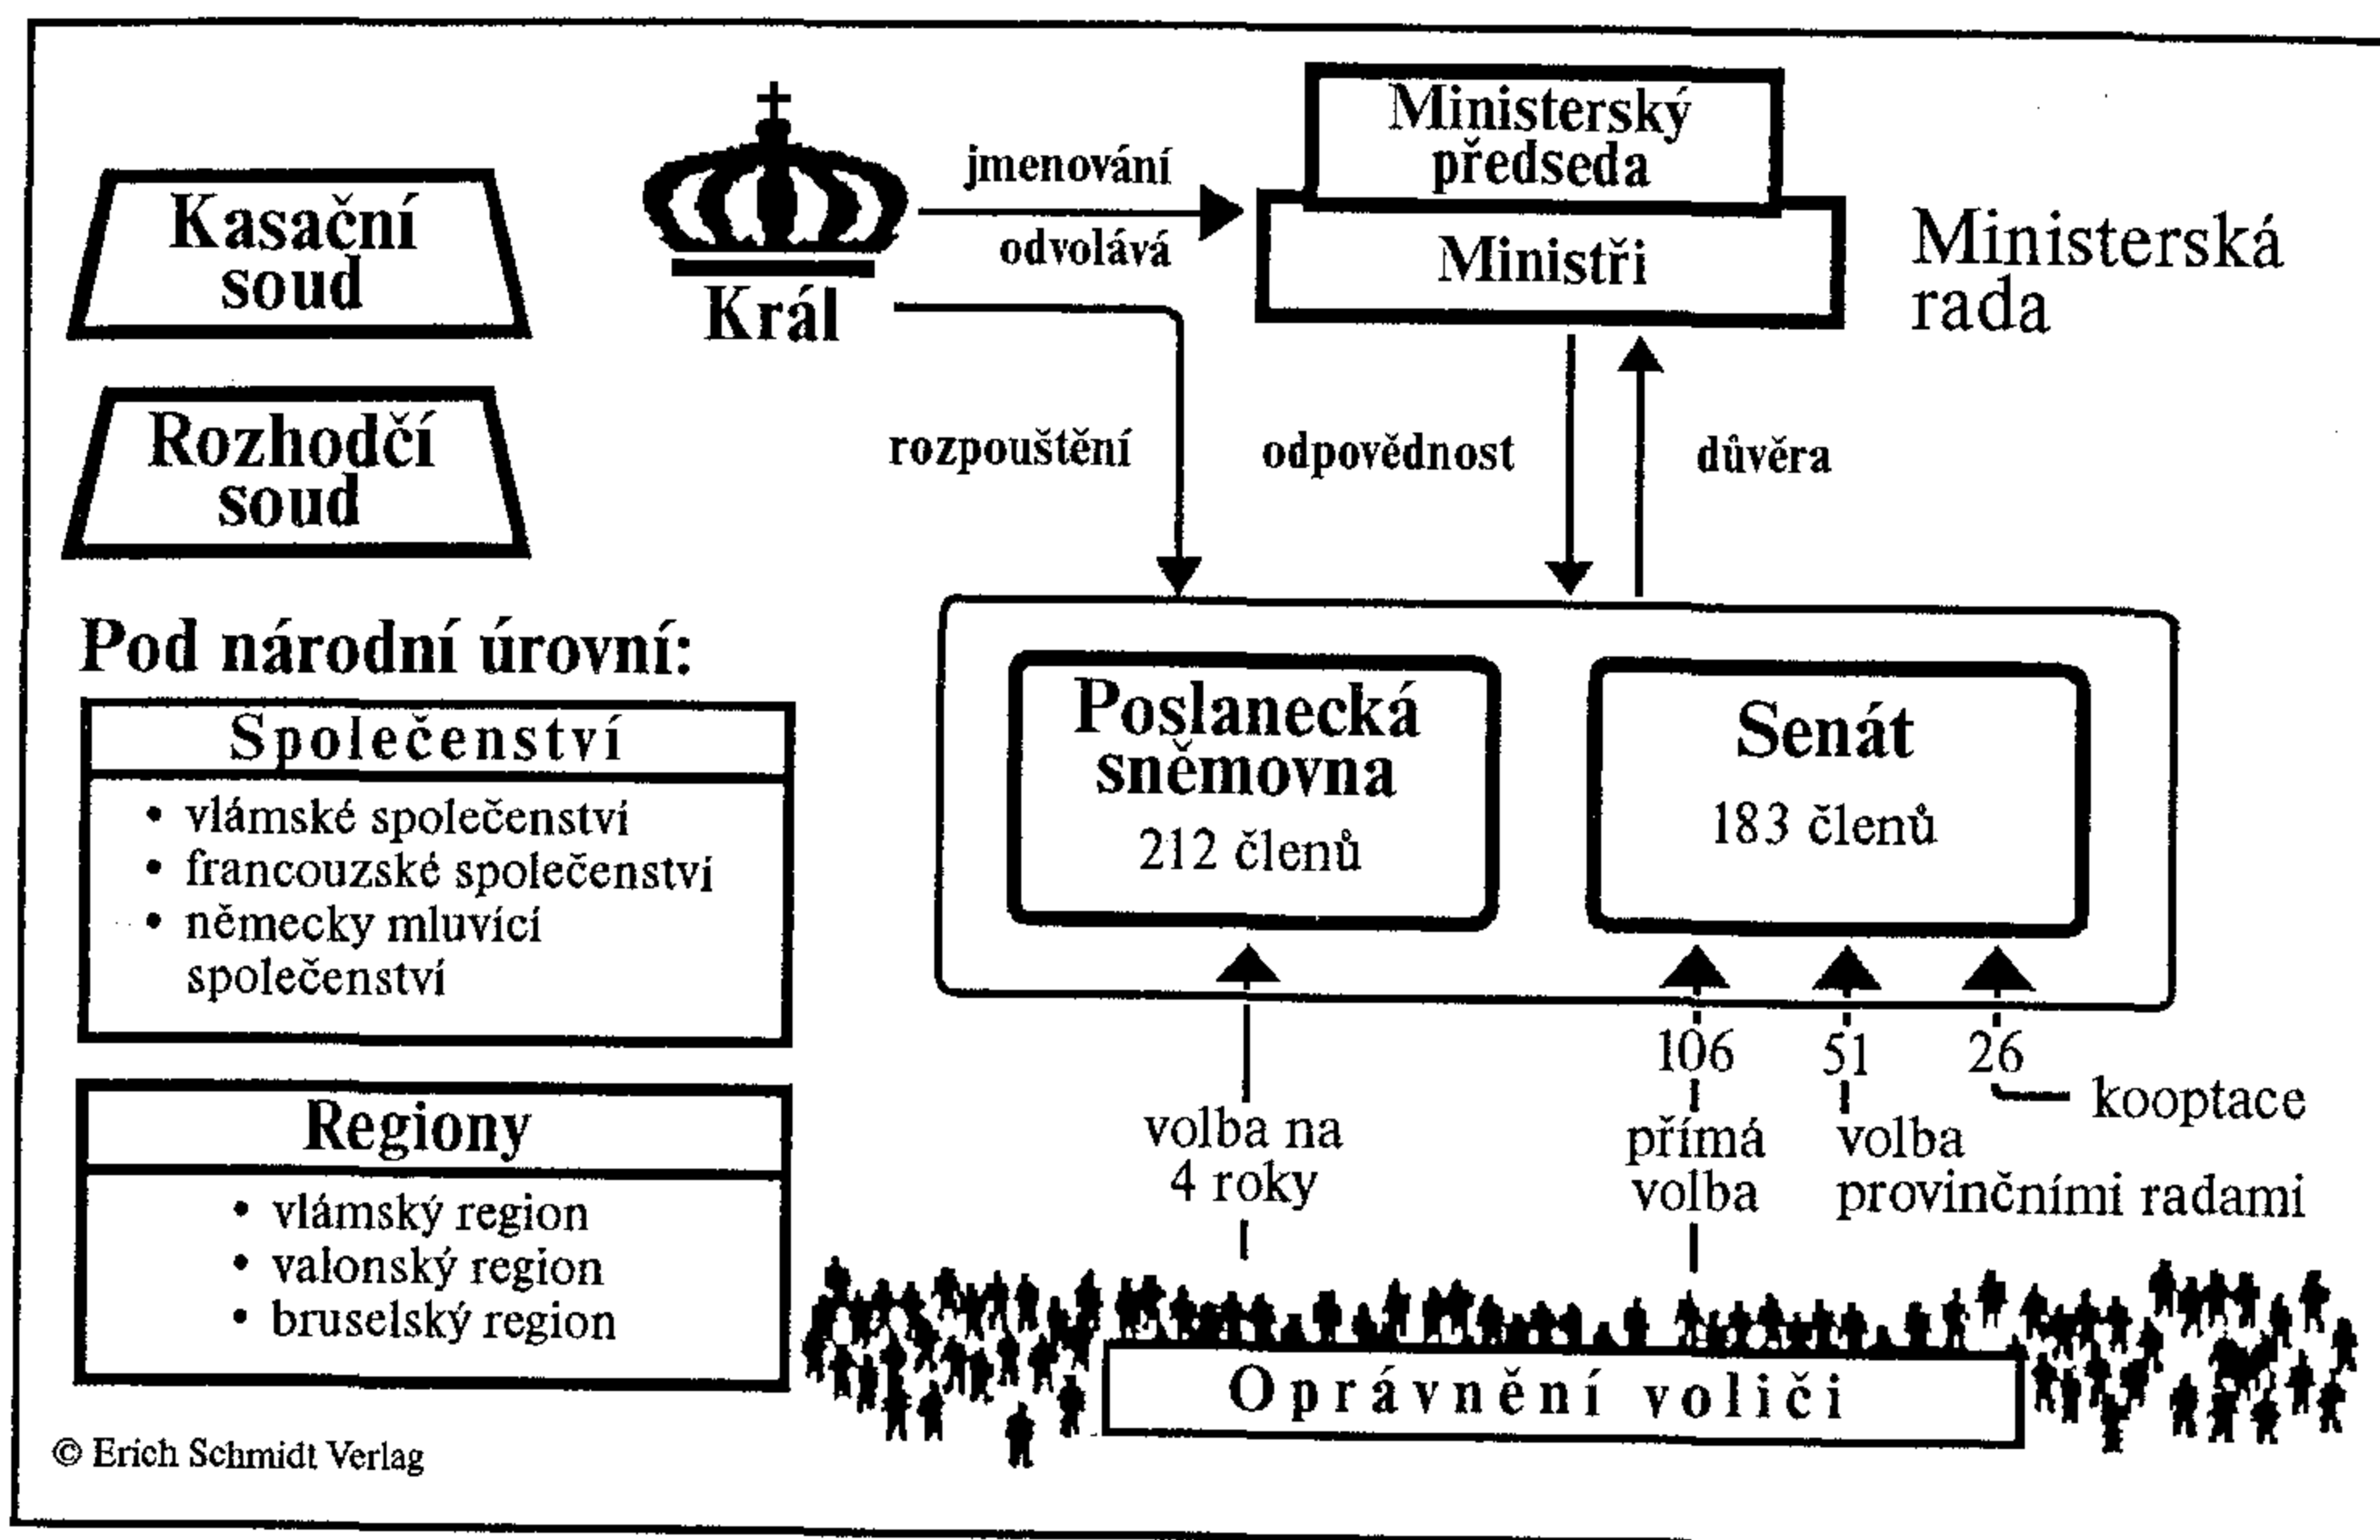 Kasační
soud
Rozhodčí
soud
Král
jmenování
odvolává
Ministerský
předseda
Ministři
Ministerská
rada
rozpouštění
odpovědnost
důvěra
Pod národní úrovní:
Společenství
• vlámské společenství
• francouzské společenství
• německy mluvící
společenství
Regiony
• vlámský region
• valonský region
• bruselský region
Poslanecká
sněmovna
212 členů
Senát
183 členů
volba na
4 roky
106
přímá
volba
51
volba
provinčními radami
26
kooptace
Oprávnění voliči
© Erich Schmidt Verlag